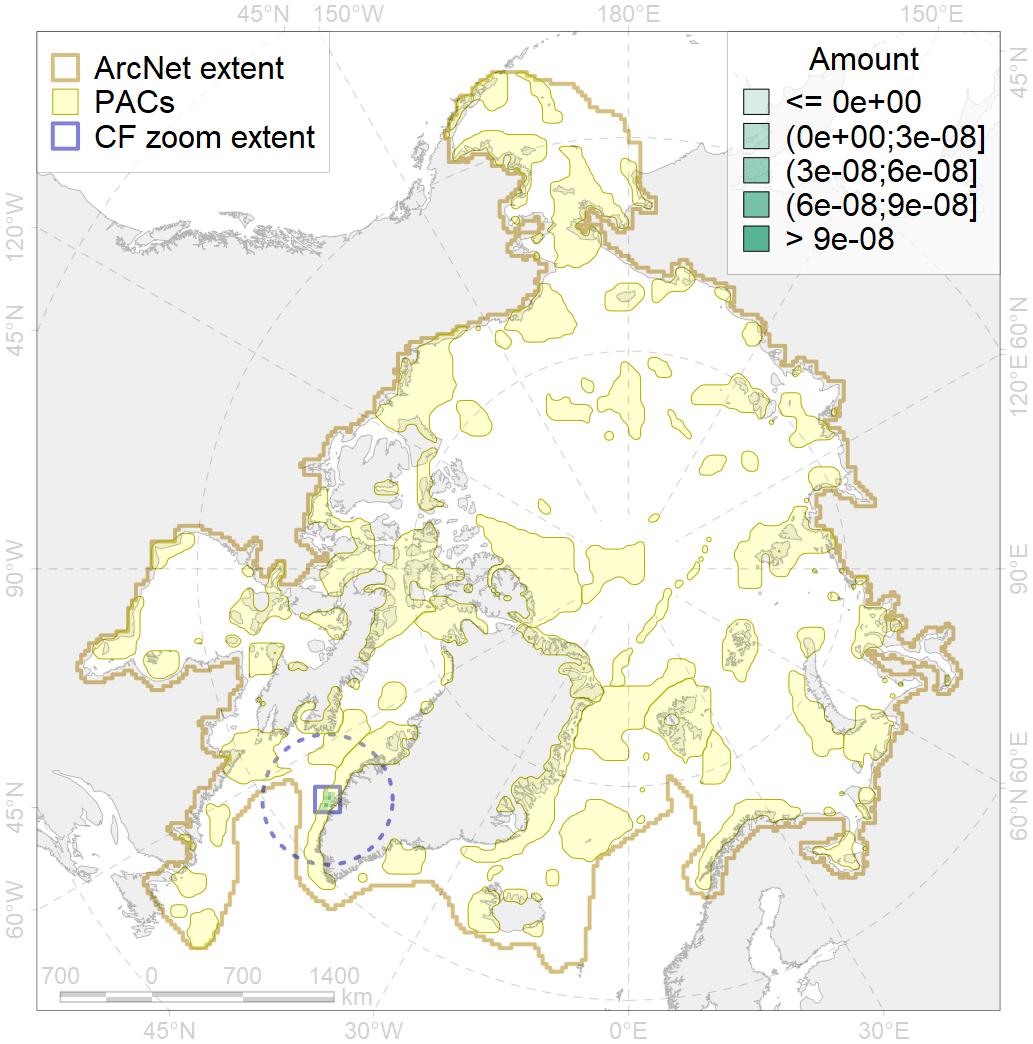 45°N 150°W 180°E 150°E
ArcNet extent
PACs
CF zoom extent
Amount
<= 0e+00
(0e+00;3e-08]
(3e-08;6e-08]
(6e-08;9e-08]
> 9e-08
120°W
45°N
90°W
45°N
60°W
45°N
60°N
120°E
90°E
60°E
60°N
700 0 700 1400
km
45°W 30°W 0°E 30°E